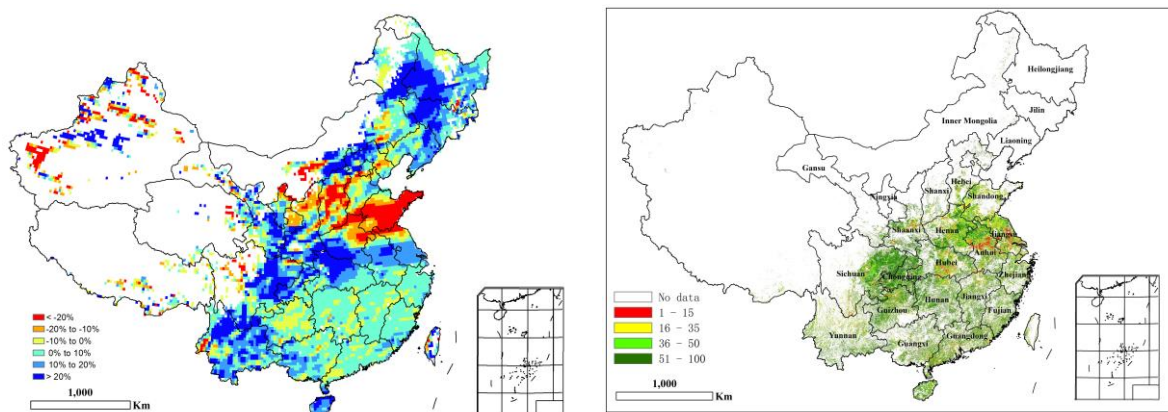 < -20%
-20% to -10%
-10% to 0%
0% to 10%
10% to 20%
> 20%
1,000
Km
Heilongjiang
Jilin
Inner Mongolia
Liaoning
Gansu
Hebei
Ningxia
Shanxi
Shandong
Shaanxi
Henan
Jiangsu
Anhui
Sichuan
Chongqing
Hubei
Zhejiang
Hunan
Jiangxi
Guizhou
Fujian
Yunnan
Guangxi
Guangdong
No data
1 - 15
16 - 35
36 - 50
51 - 100
1,000
Km